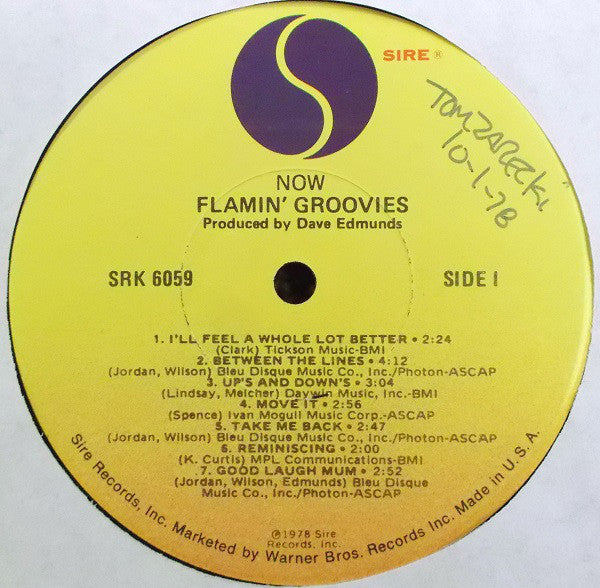 SIRE ®
TOM ZARECKI
10-1-78
NOW
FLAMIN' GROOVIES
Produced by Dave Edmunds
SRK 6059
SIDE 1
1. I'LL FEEL A WHOLE LOT BETTER • 2:24
(Clark) Tickson Music-BMI
2. BETWEEN THE LINES • 4:12
(Jordan, Wilson) Bleu Disque Music Co., Inc./Photon-ASCAP
3. UP'S AND DOWN'S • 3:04
(Lindsay, Melcher) Daywin Music, Inc.-BMI
4. MOVE IT • 2:56
(Spence) Ivan Mogull Music Corp.-ASCAP
5. TAKE ME BACK • 2:47
(Jordan, Wilson) Bleu Disque Music Co., Inc./Photon-ASCAP
6. REMINISCING • 2:00
(K. Curtis) MPL Communications-BMI
7. GOOD LAUGH MUM • 2:52
(Jordan, Wilson, Edmunds) Bleu Disque
Music Co., Inc./Photon-ASCAP
℗1978 Sire
Records, Inc.
Sire Records, Inc. Marketed by Warner Bros. Records Inc. Made in U.S.A.